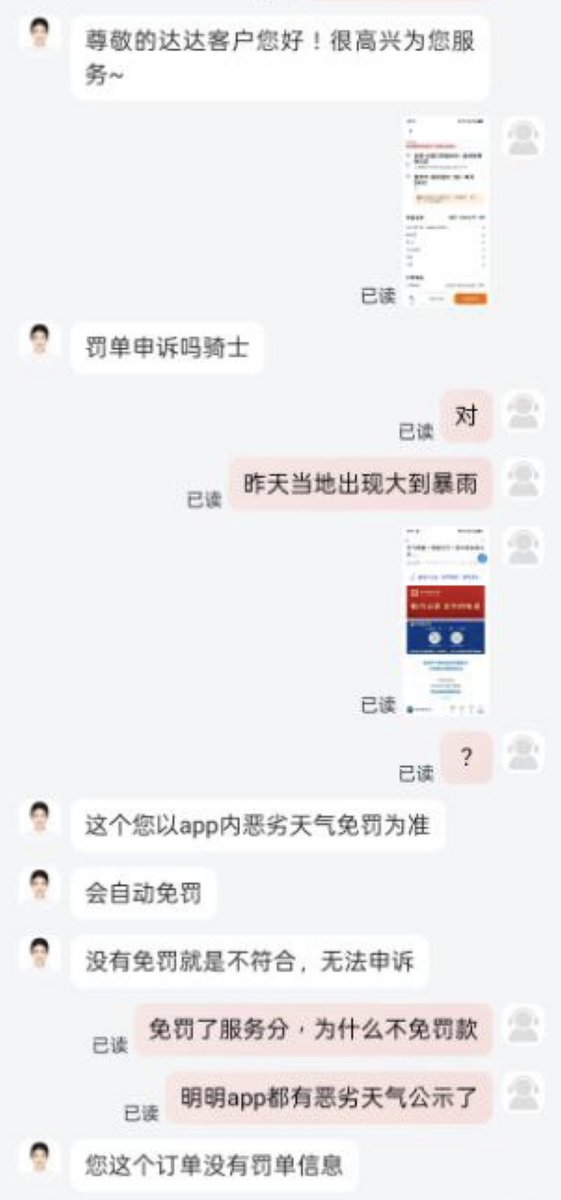 尊敬的达达客户您好！很高兴为您服
务~
已读
罚单申诉吗骑士
对
已读
昨天当地出现大到暴雨
已读
已读
?
已读
这个您以app内恶劣天气免罚为准
会自动免罚
没有免罚就是不符合，无法申诉
免罚了服务分，为什么不免罚款
已读
明明app都有恶劣天气公示了
已读
您这个订单没有罚单信息